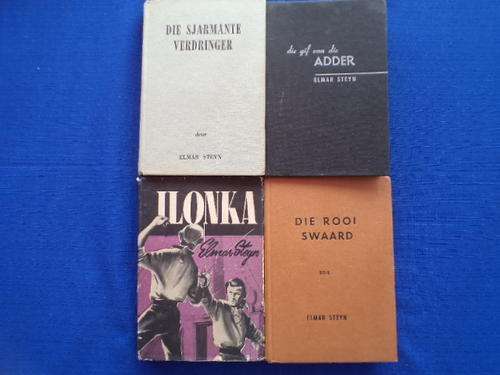 DIE SJARMANTE
VERDRINGER
deur
ELMAR STEYN
die gif van die
ADDER
ELMAR STEYN
ILONKA
Elmar Steyn
DIE ROOI
SWAARD
ELMAR STEYN